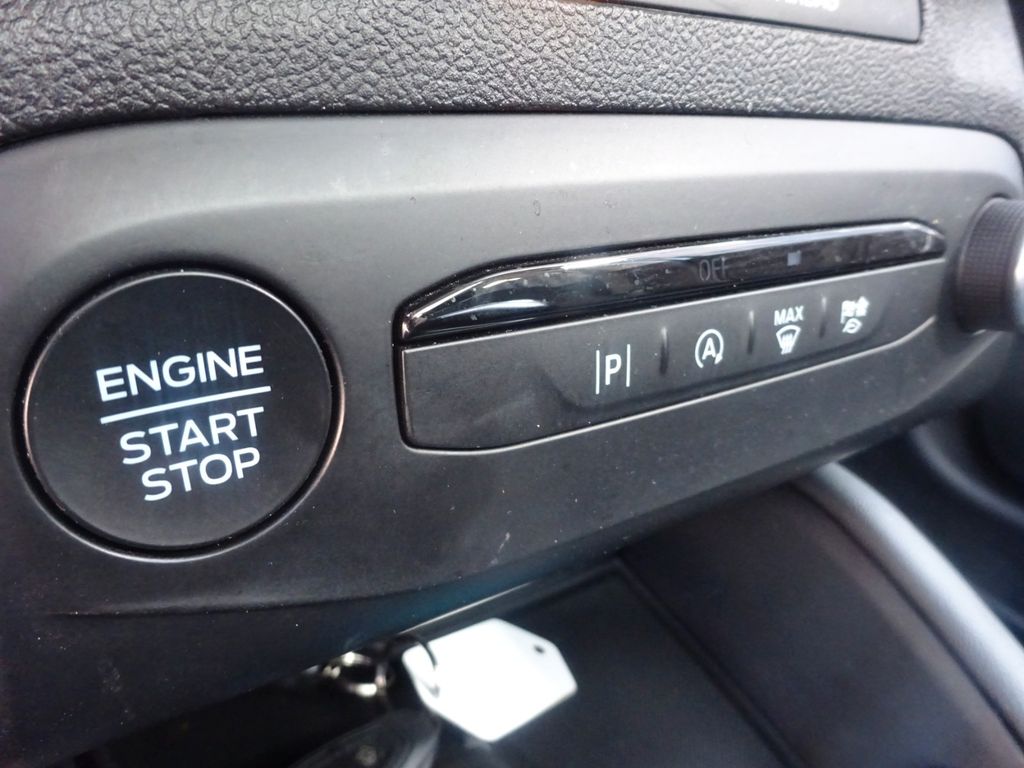 ENGINE
START
STOP
OFF
|P|
A
MAX